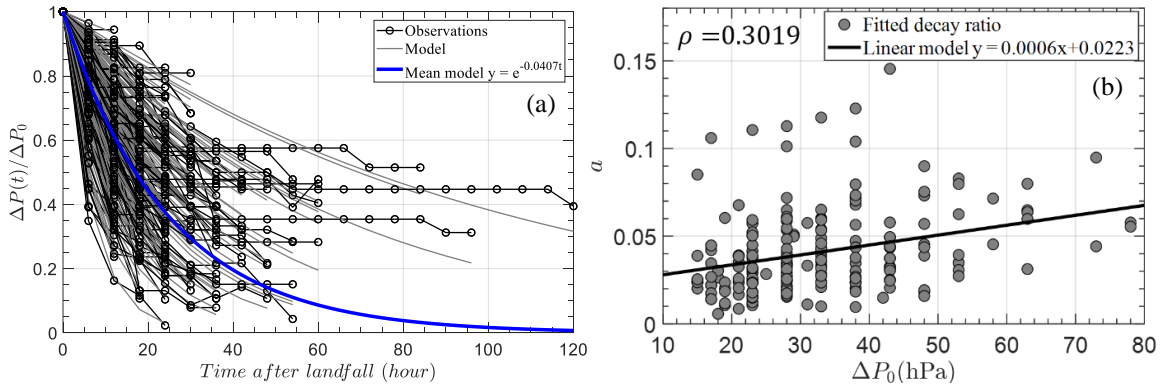 Observations
Model
Mean model y = e^-0.0407t
(a)
ΔP(t)/ΔP₀
1
0.8
0.6
0.4
0.2
0
0 20 40 60 80 100 120
Time after landfall (hour)
ρ =0.3019
Fitted decay ratio
Linear model y = 0.0006x+0.0223
(b)
a
0.15
0.1
0.05
0
10 20 30 40 50 60 70 80
ΔP₀(hPa)